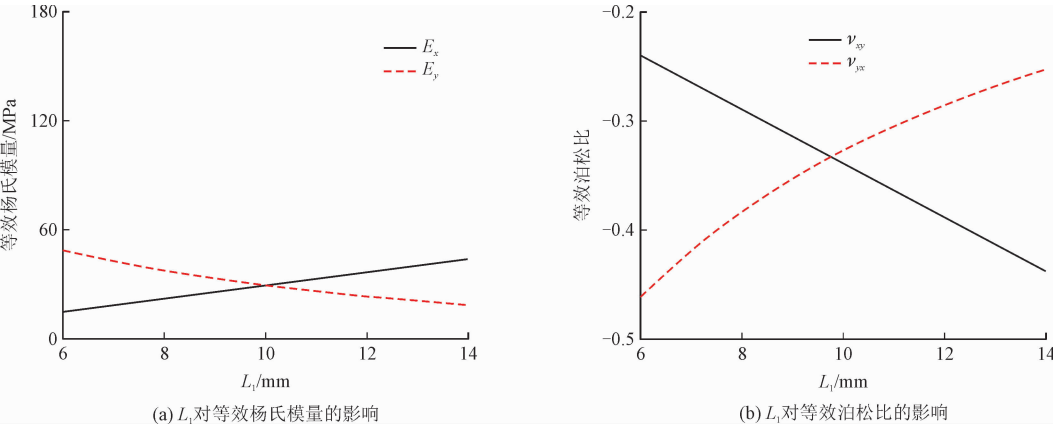 180
120
60
0
等效杨氏模量/MPa
Eₓ
E_y
6 8 10 12 14
L₁/mm
(a) L₁对等效杨氏模量的影响
−0.2
−0.3
−0.4
−0.5
等效泊松比
ν_xy
ν_yx
6 8 10 12 14
L₁/mm
(b) L₁对等效泊松比的影响